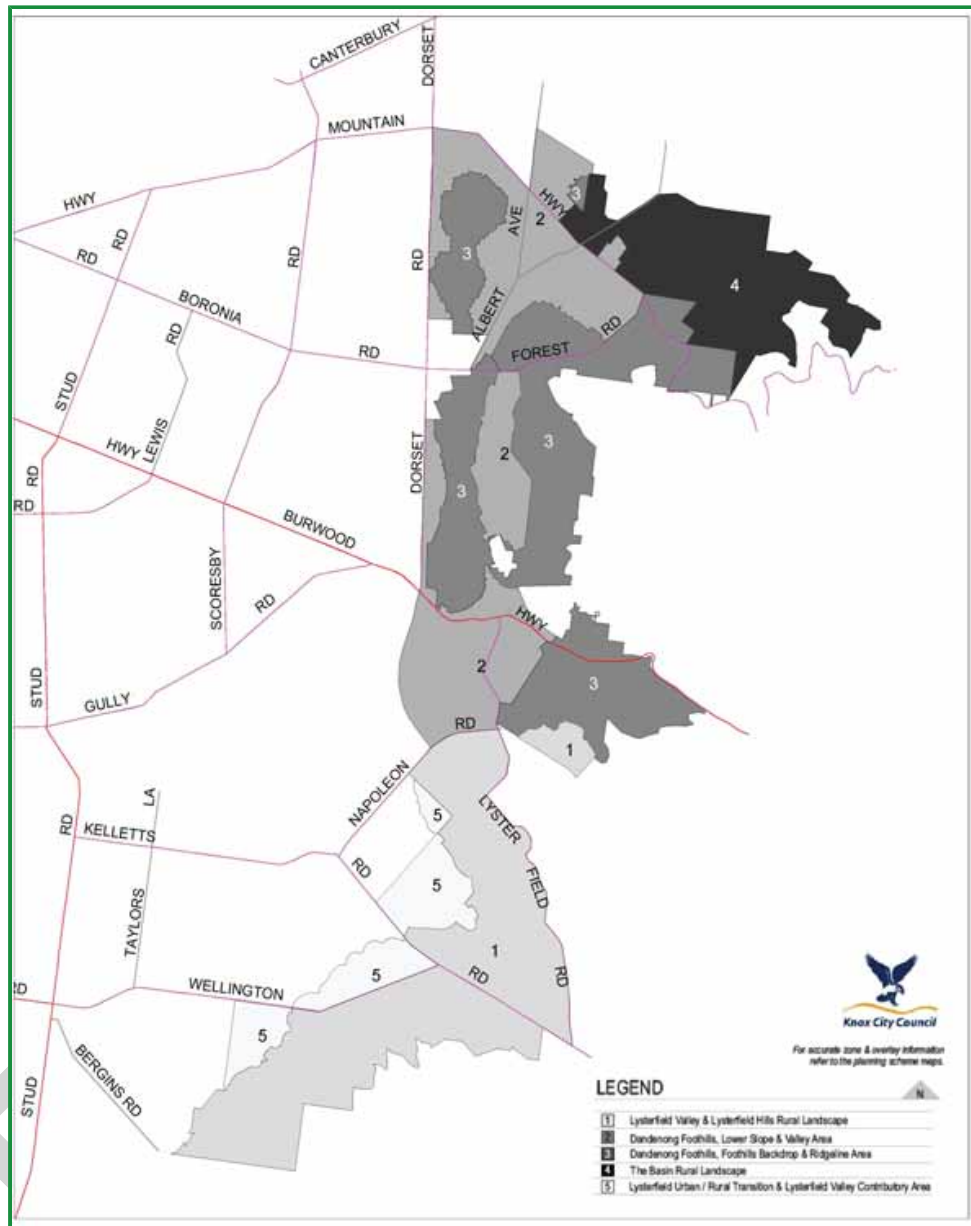 CANTERBURY
DORSET
MOUNTAIN
HWY
HWY
3
2
AVE
RD
RD
RD
RD
3
4
BORONIA
ALBERT
RD
RD
RD
FOREST
STUD
LEWIS
HWY
DORSET
2
3
3
RD
RD
BURWOOD
SCORESBY
RD
HWY
2
3
STUD
GULLY
RD
1
NAPOLEON
LA
5
LYSTER
RD
KELLETTS
RD
5
FIELD
TAYLORS
1
RD
WELLINGTON
5
RD
RD
5
BERGINS RD
STUD
Knox City Council
For accurate zone & overlay information
refer to the planning scheme maps.
LEGEND
N
1 Lysterfield Valley & Lysterfield Hills Rural Landscape
2 Dandenong Foothills, Lower Slope & Valley Area
3 Dandenong Foothills, Foothills Backdrop & Ridgeline Area
4 The Basin Rural Landscape
5 Lysterfield Urban / Rural Transition & Lysterfield Valley Contributory Area